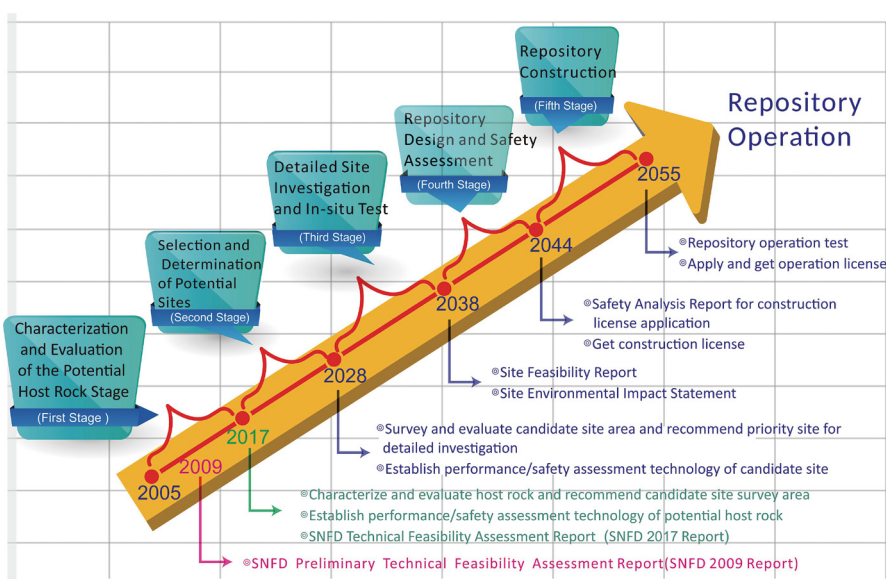 Repository
Construction
(Fifth Stage)
Repository
Operation
Repository
Design and Safety
Assessment
(Fourth Stage)
Detailed Site
Investigation
and In-situ Test
(Third Stage)
Selection and
Determination
of Potential
Sites
(Second Stage)
Characterization
and Evaluation
of the Potential
Host Rock Stage
(First Stage )
2055
2044
2038
2028
2017
2009
2005
⊚Repository operation test
⊚Apply and get operation license
⊚Safety Analysis Report for construction
license application
⊚Get construction license
⊚Site Feasibility Report
⊚Site Environmental Impact Statement
⊚Survey and evaluate candidate site area and recommend priority site for
detailed investigation
⊚Establish performance/safety assessment technology of candidate site
⊚Characterize and evaluate host rock and recommend candidate site survey area
⊚Establish performance/safety assessment technology of potential host rock
⊚SNFD Technical Feasibility Assessment Report (SNFD 2017 Report)
⊚SNFD Preliminary Technical Feasibility Assessment Report(SNFD 2009 Report)